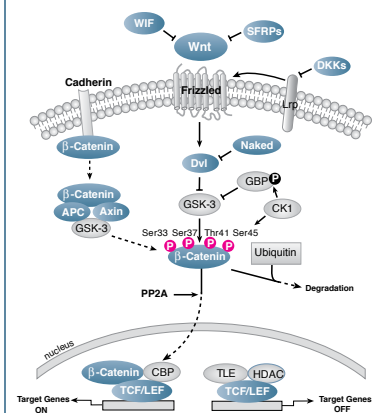 WIF
SFRPs
Wnt
DKKs
Cadherin
Frizzled
Lrp
β-Catenin
Naked
Dvl
GBP P
β-Catenin
APC Axin
GSK-3
GSK-3
CK1
Ser33 Ser37 Thr41 Ser45
P P P P
β-Catenin
Ubiquitin
Degradation
PP2A
nucleus
β-Catenin CBP
TCF/LEF
TLE HDAC
TCF/LEF
Target Genes
ON
Target Genes
OFF